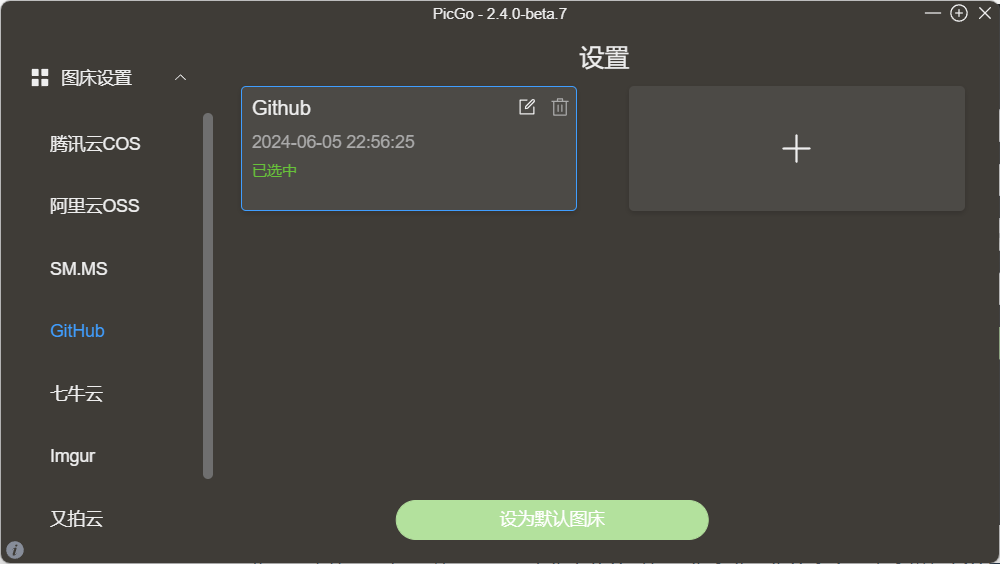 PicGo - 2.4.0-beta.7
设置
图床设置
腾讯云COS
阿里云OSS
SM.MS
GitHub
七牛云
Imgur
又拍云
Github
2024-06-05 22:56:25
已选中
设为默认图床